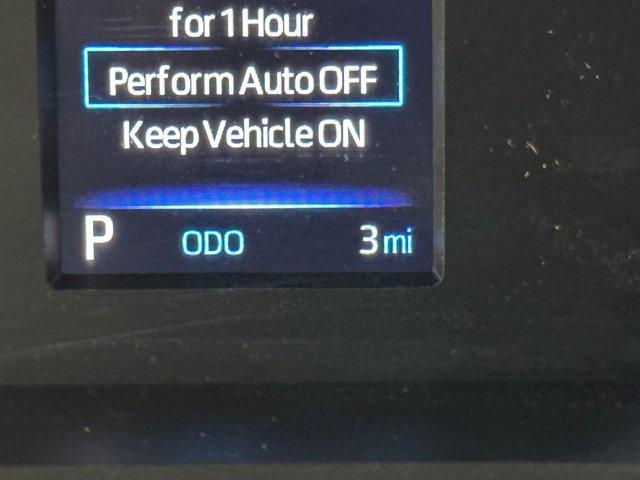 for 1 Hour
Perform Auto OFF
Keep Vehicle ON
P ODO 3 mi